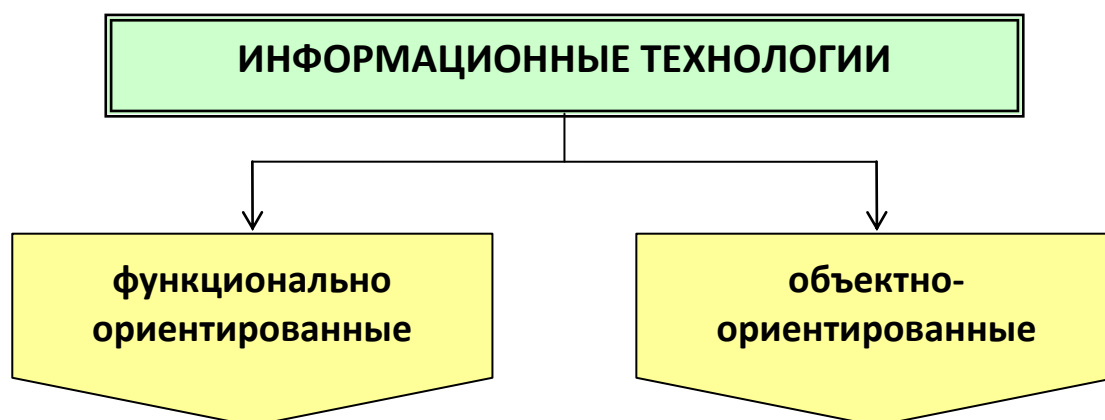 ИНФОРМАЦИОННЫЕ ТЕХНОЛОГИИ
функционально
ориентированные
объектно-
ориентированные